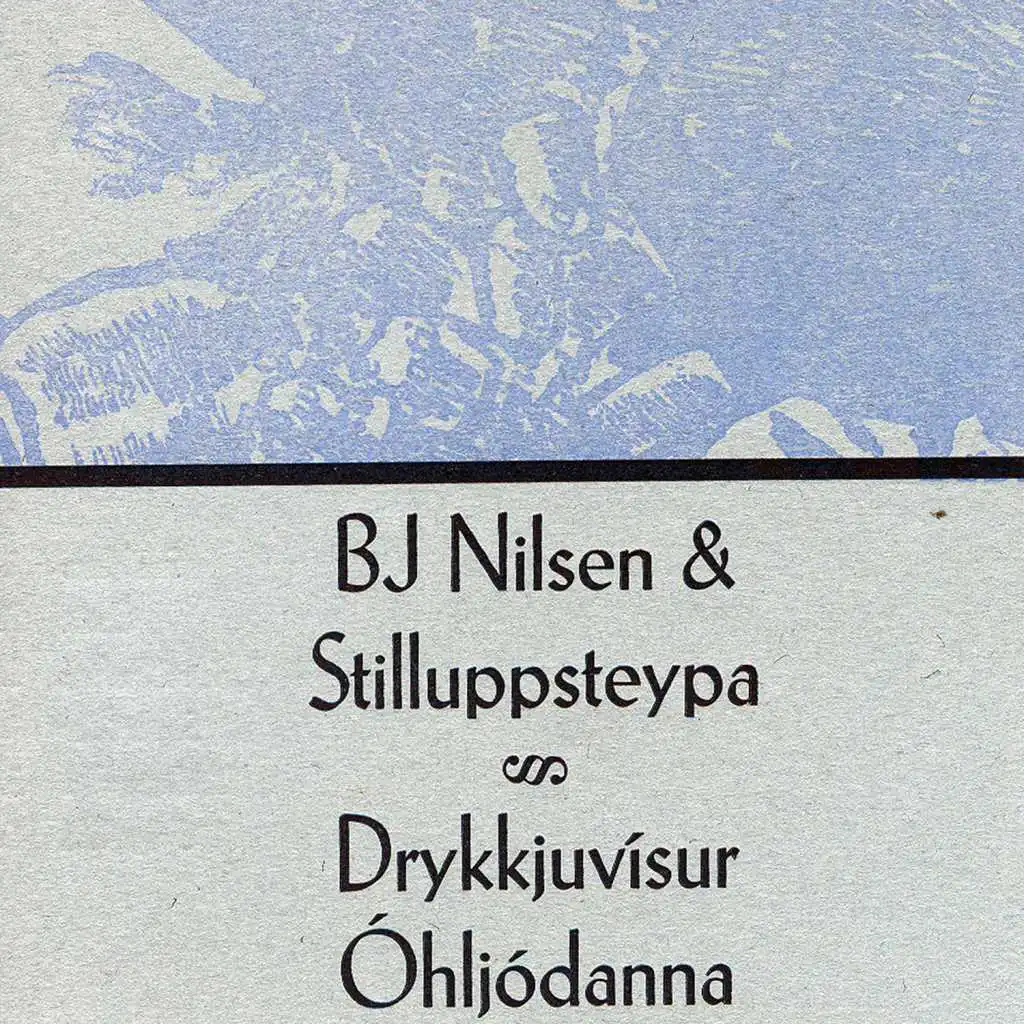 BJ Nilsen &
Stilluppsteypa
Drykkjuvísur
Óhljódanna